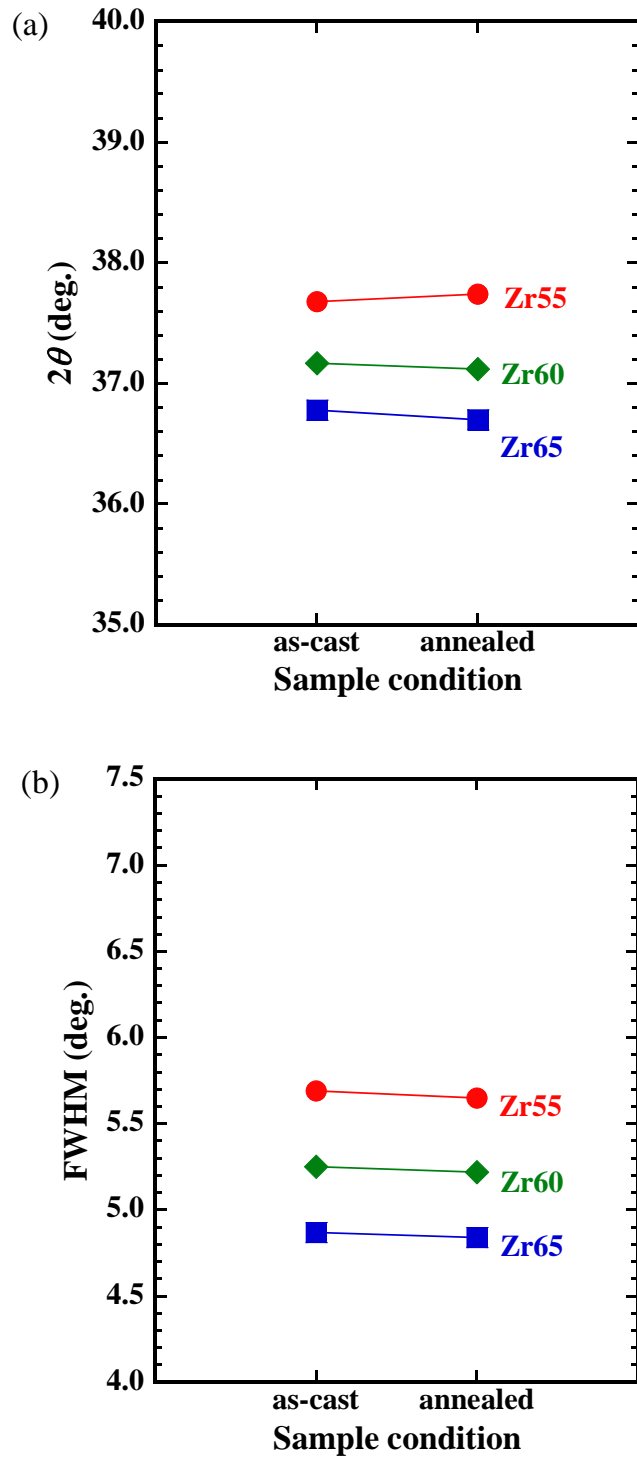 (a)
40.0
39.0
38.0
37.0
36.0
35.0
2θ (deg.)
Zr55
Zr60
Zr65
as-cast annealed
Sample condition
(b)
7.5
7.0
6.5
6.0
5.5
5.0
4.5
4.0
FWHM (deg.)
Zr55
Zr60
Zr65
as-cast annealed
Sample condition